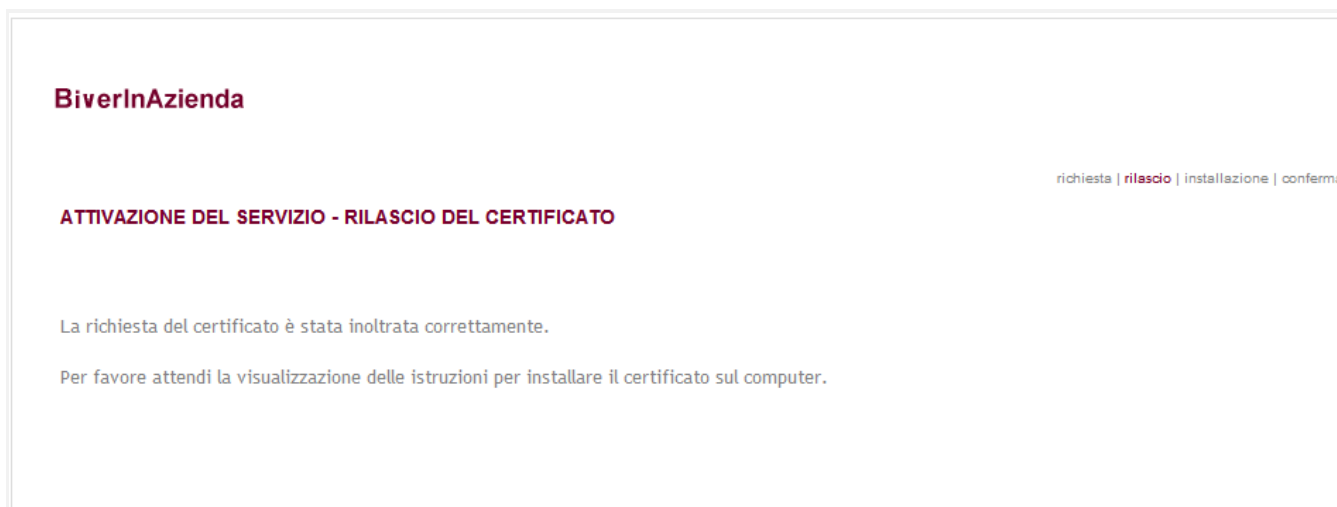 BiverInAzienda
richiesta | rilascio | installazione | conferma
ATTIVAZIONE DEL SERVIZIO - RILASCIO DEL CERTIFICATO
La richiesta del certificato è stata inoltrata correttamente.
Per favore attendi la visualizzazione delle istruzioni per installare il certificato sul computer.